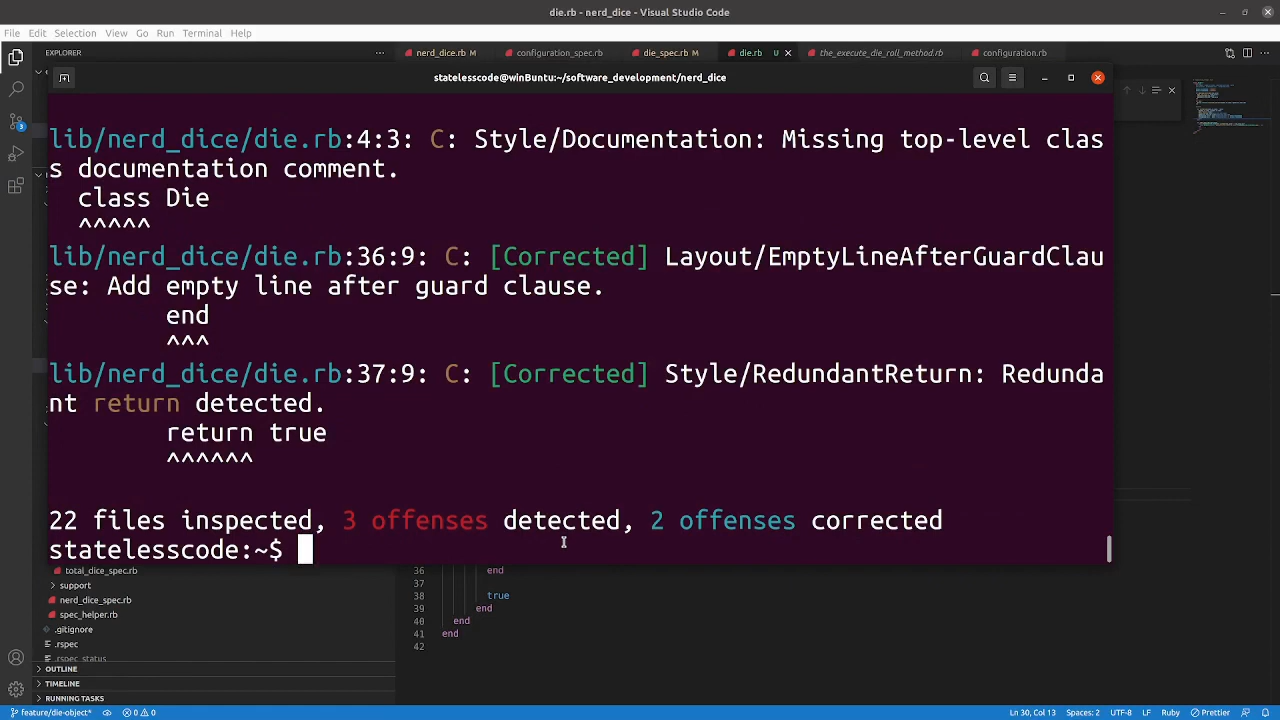 die.rb - nerd_dice - Visual Studio Code
File Edit Selection View Go Run Terminal Help
EXPLORER
nerd_dice.rb M
configuration_spec.rb
die_spec.rb M
die.rb U
the_execute_die_roll_method.rb
configuration.rb
statelesscode@winBuntu:~/software_development/nerd_dice
lib/nerd_dice/die.rb:4:3: C: Style/Documentation: Missing top-level clas
s documentation comment.
class Die
^^^^^
lib/nerd_dice/die.rb:36:9: C: [Corrected] Layout/EmptyLineAfterGuardClau
se: Add empty line after guard clause.
end
^^^
lib/nerd_dice/die.rb:37:9: C: [Corrected] Style/RedundantReturn: Redunda
nt return detected.
return true
^^^^^^
22 files inspected, 3 offenses detected, 2 offenses corrected
statelesscode:~$
3
total_dice_spec.rb
support
nerd_dice_spec.rb
spec_helper.rb
.gitignore
.rspec
.rspec_status
OUTLINE
TIMELINE
RUNNING TASKS
36 end
37
38 true
39 end
40 end
41 end
42
feature/die-object* 0 0 Ln 30, Col 13 Spaces: 2 UTF-8 LF Ruby Prettier